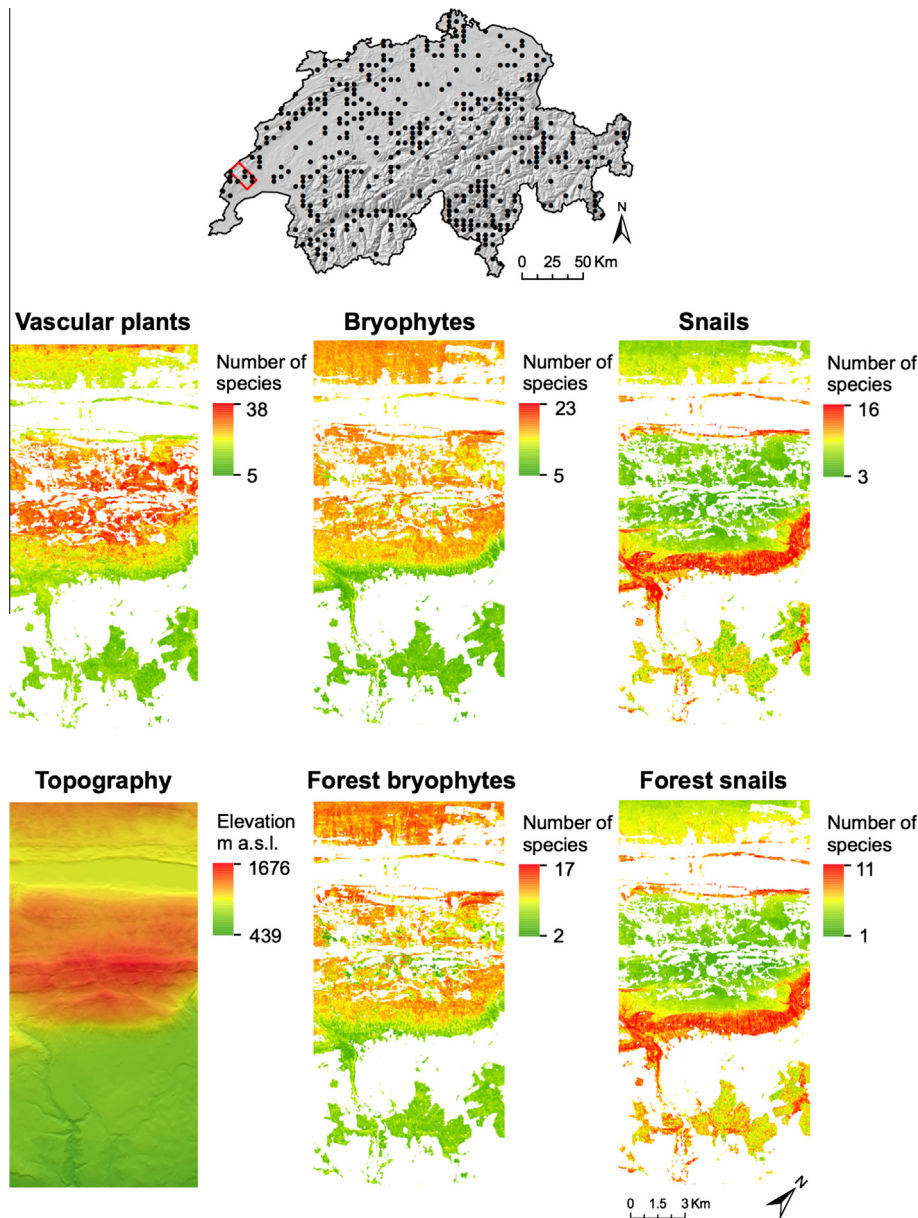 N
0 25 50 Km
Vascular plants
Bryophytes
Snails
Number of
species
38
5
Number of
species
23
5
Number of
species
16
3
Topography
Forest bryophytes
Forest snails
Elevation
m a.s.l.
1676
439
Number of
species
17
2
Number of
species
11
1
0 1.5 3 Km
N